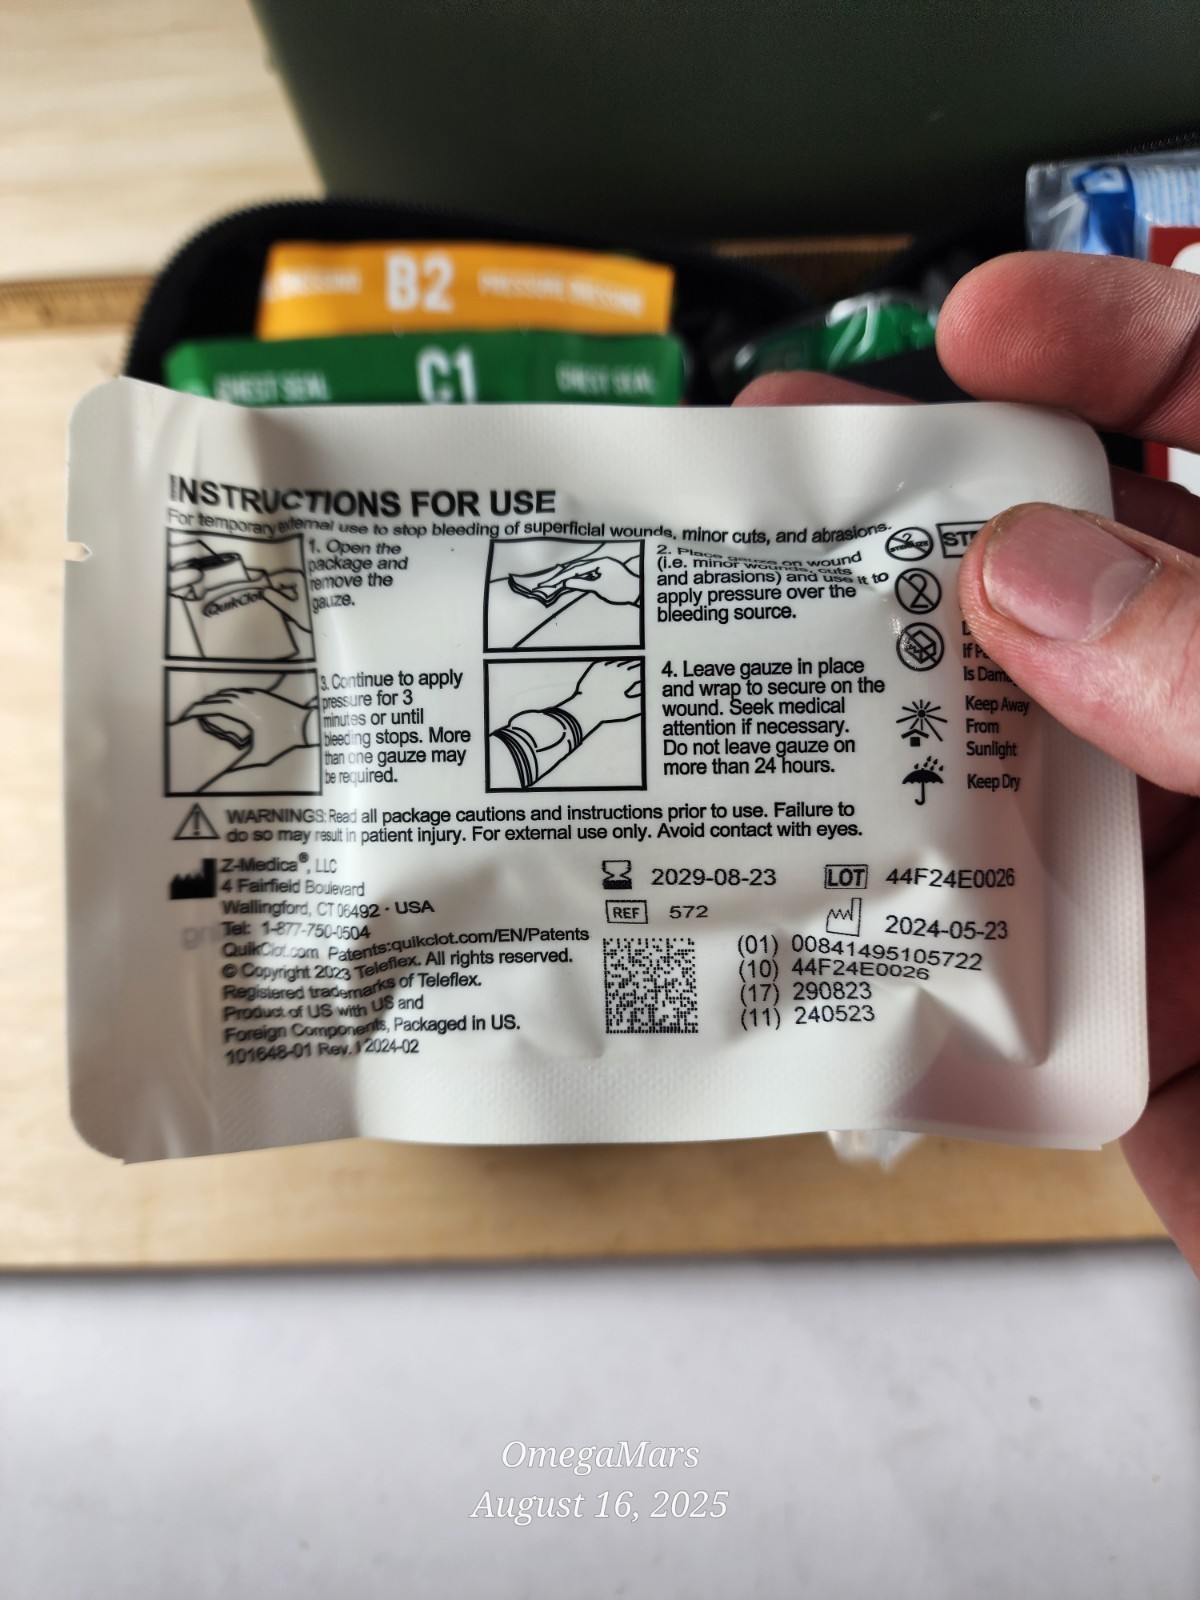 B2
PRESSURE DRESSING
CHEST SEAL
C1
CHEST SEAL
INSTRUCTIONS FOR USE
For temporary external use to stop bleeding of superficial wounds, minor cuts, and abrasions.
1. Open the
package and
remove the
gauze.
QuikClot
2. Place gauze on wound
(i.e. minor wounds, cuts
and abrasions) and use it to
apply pressure over the
bleeding source.
3. Continue to apply
pressure for 3
minutes or until
bleeding stops. More
than one gauze may
be required.
4. Leave gauze in place
and wrap to secure on the
wound. Seek medical
attention if necessary.
Do not leave gauze on
more than 24 hours.
2
If
Is
Keep Away
From
Sunlight
Keep Dry
WARNINGS: Read all package cautions and instructions prior to use. Failure to
do so may result in patient injury. For external use only. Avoid contact with eyes.
Z-Medica®, LLC
4 Fairfield Boulevard
Wallingford, CT 06492 · USA
Tel: 1-877-750-0504
QuikClot.com Patents:quikclot.com/EN/Patents
© Copyright 2023 Teleflex. All rights reserved.
Registered trademarks of Teleflex.
Product of US with US and
Foreign Components, Packaged in US.
101648-01 Rev. 1 2024-02
2029-08-23
LOT 44F24E0026
REF 572
2024-05-23
(01) 00841495105722
(10) 44F24E0026
(17) 290823
(11) 240523
OmegaMars
August 16, 2025